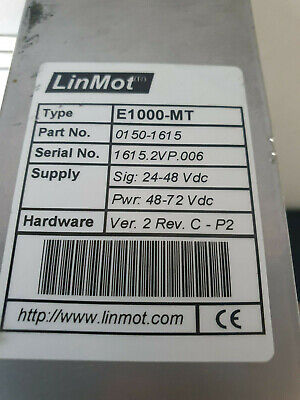 LinMot®
Type E1000-MT
Part No. 0150-1615
Serial No. 1615.2VP.006
Supply Sig: 24-48 Vdc
Pwr: 48-72 Vdc
Hardware Ver. 2 Rev. C - P2
http://www.linmot.com CE